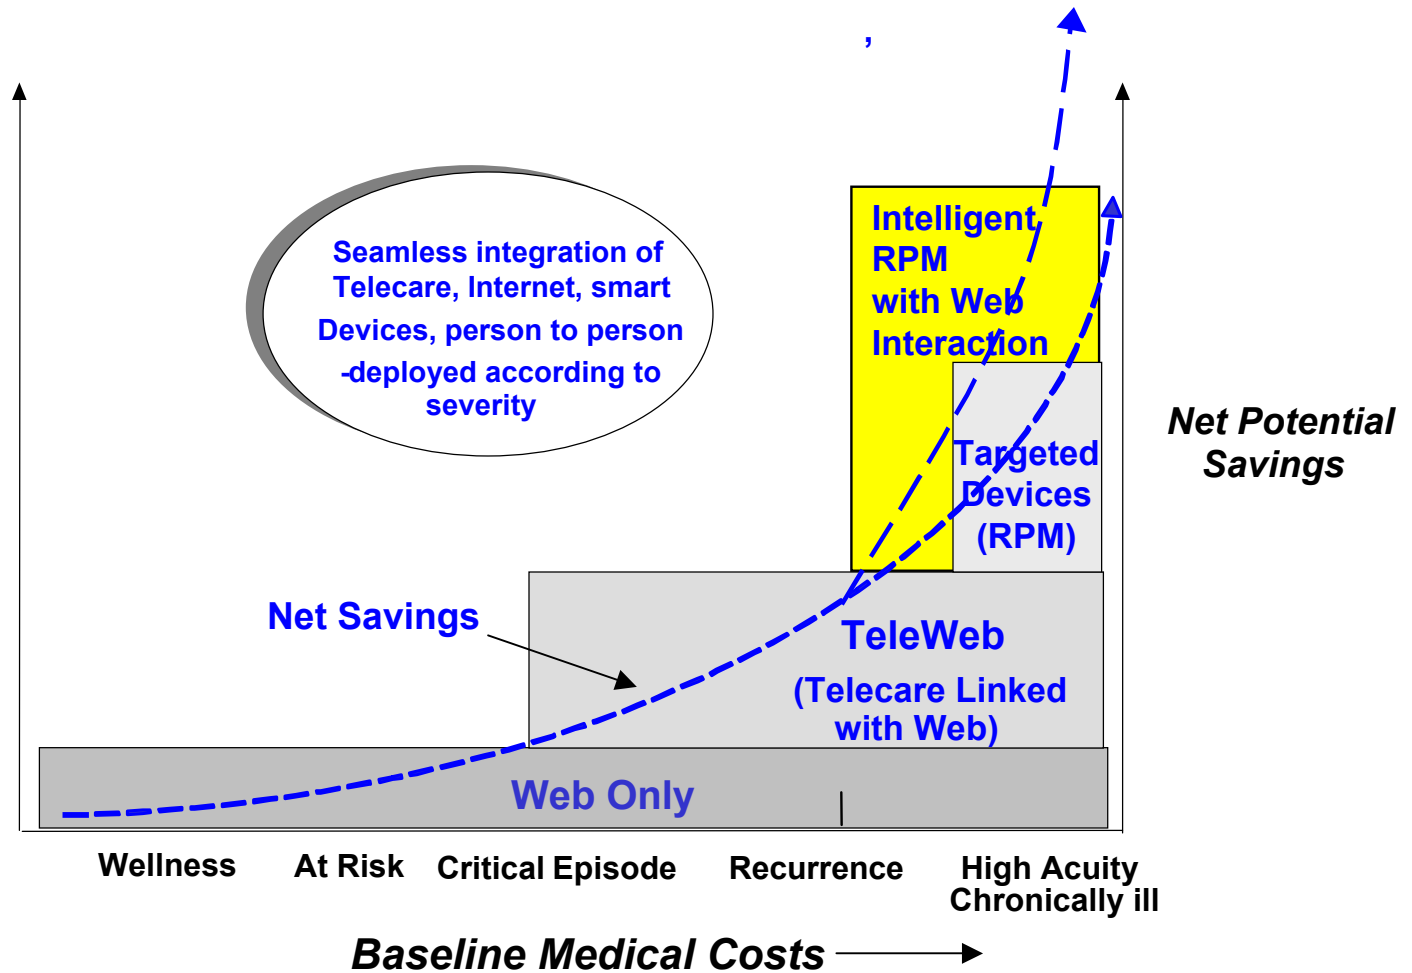 ,
Seamless integration of
Telecare, Internet, smart
Devices, person to person
-deployed according to
severity
Intelligent
RPM
with Web
Interaction
Targeted
Devices
(RPM)
Net Potential
Savings
Net Savings
TeleWeb
(Telecare Linked
with Web)
Web Only
Wellness
At Risk
Critical Episode
Recurrence
High Acuity
Chronically ill
Baseline Medical Costs